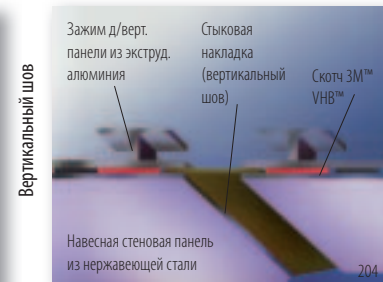 Вертикальный шов
Зажим д/верт.
панели из экструд.
алюминия
Стыковая
накладка
(вертикальный
шов)
Скотч 3M™
VHB™
Навесная стеновая панель
из нержавеющей стали
204